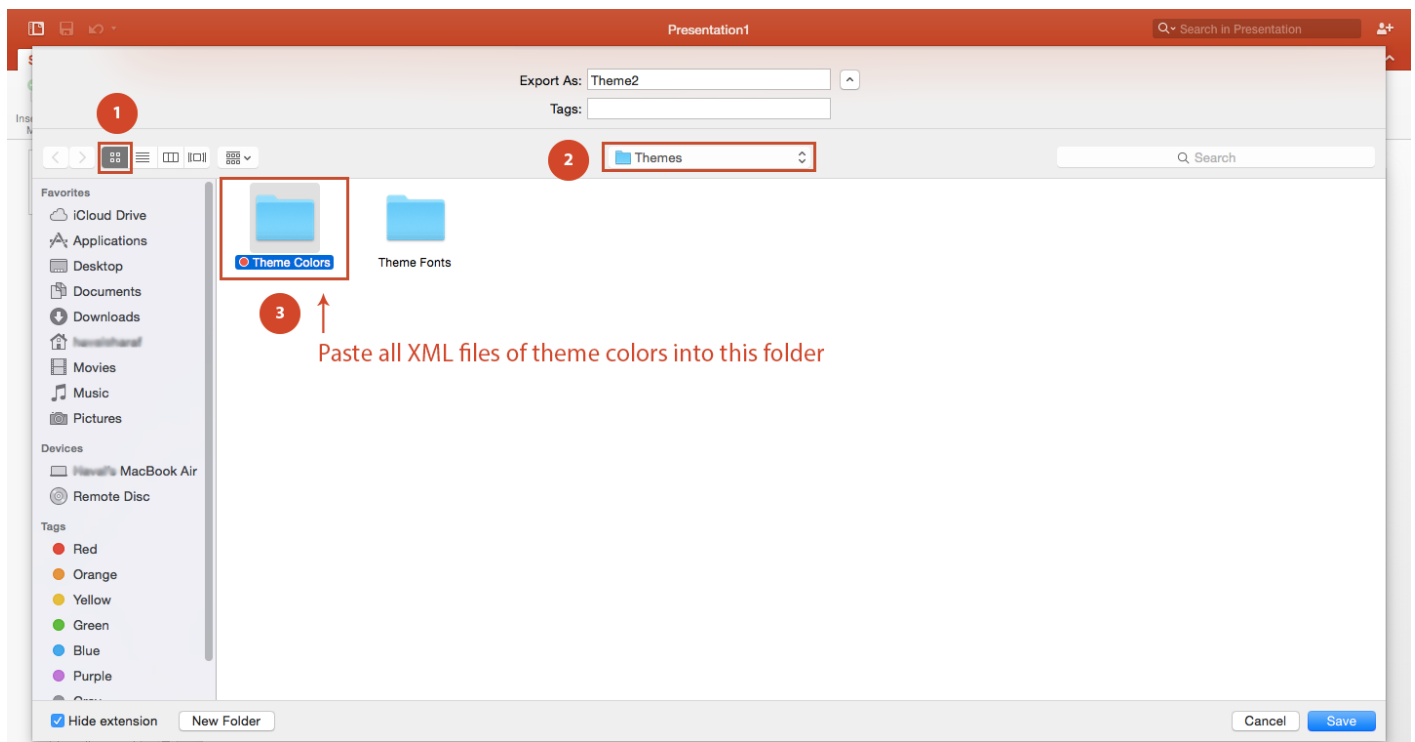 Presentation1
Search in Presentation
S
Export As: Theme2
Tags:
Inse
M
1
2
Themes
Search
Favorites
iCloud Drive
Applications
Desktop
Documents
Downloads
Movies
Music
Pictures
Devices
MacBook Air
Remote Disc
Tags
Red
Orange
Yellow
Green
Blue
Purple
Theme Colors
Theme Fonts
3
Paste all XML files of theme colors into this folder
Hide extension
New Folder
Cancel
Save